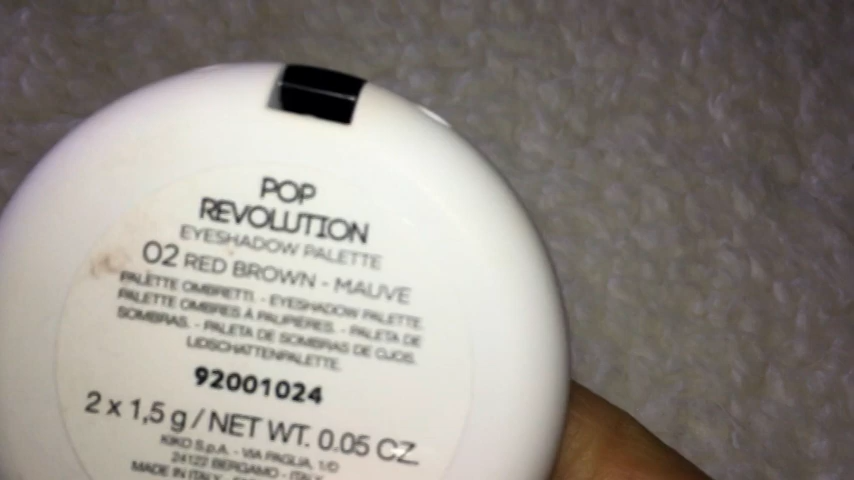 POP
REVOLUTION
EYESHADOW PALETTE
02 RED BROWN - MAUVE
PALETTE OMBRETTI. - EYESHADOW PALETTE.
PALETTE OMBRES À PAUPIÈRES. - PALETA DE
SOMBRAS. - PALETA DE SOMBRAS DE OJOS.
LIDSCHATTENPALETTE.
92001024
2 x 1,5 g / NET WT. 0.05 OZ.
KIKO S.p.A. - VIA PAGLIA, 1/D
24122 BERGAMO - ITALY
MADE IN ITALY